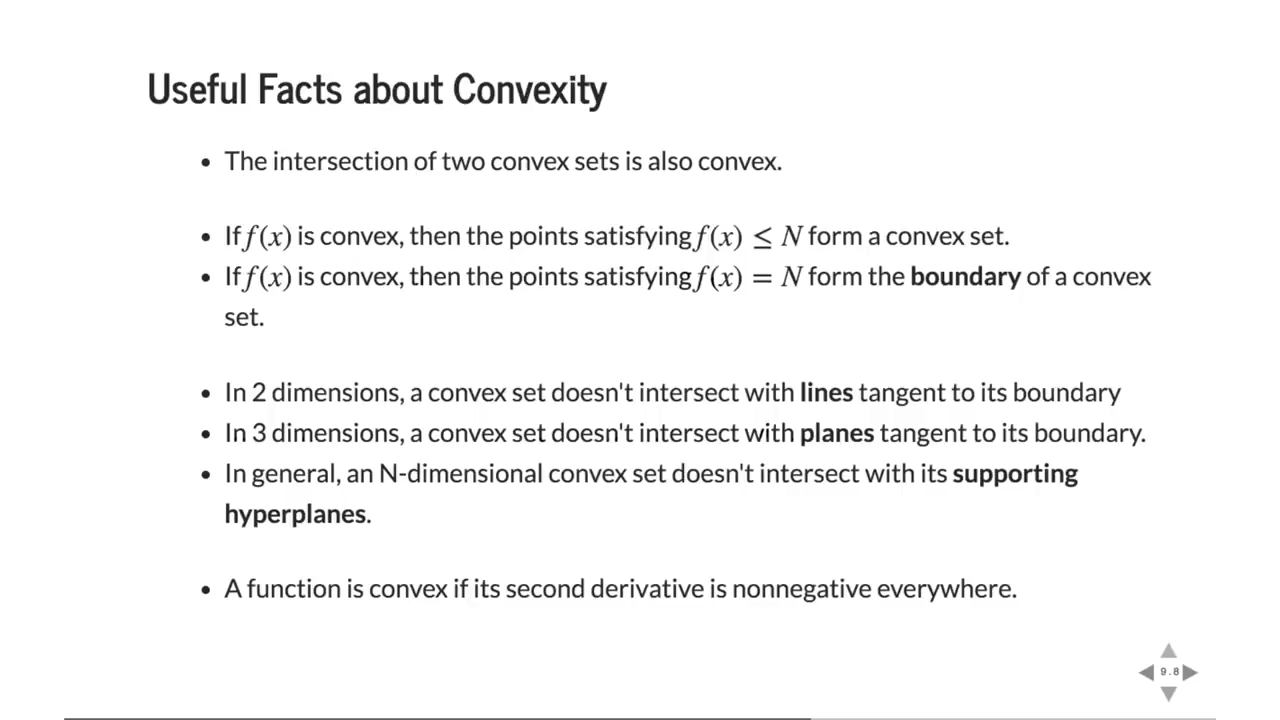 Useful Facts about Convexity
• The intersection of two convex sets is also convex.
• If f(x) is convex, then the points satisfying f(x) ≤ N form a convex set.
• If f(x) is convex, then the points satisfying f(x) = N form the boundary of a convex
set.
• In 2 dimensions, a convex set doesn't intersect with lines tangent to its boundary
• In 3 dimensions, a convex set doesn't intersect with planes tangent to its boundary.
• In general, an N-dimensional convex set doesn't intersect with its supporting
hyperplanes.
• A function is convex if its second derivative is nonnegative everywhere.
9.8